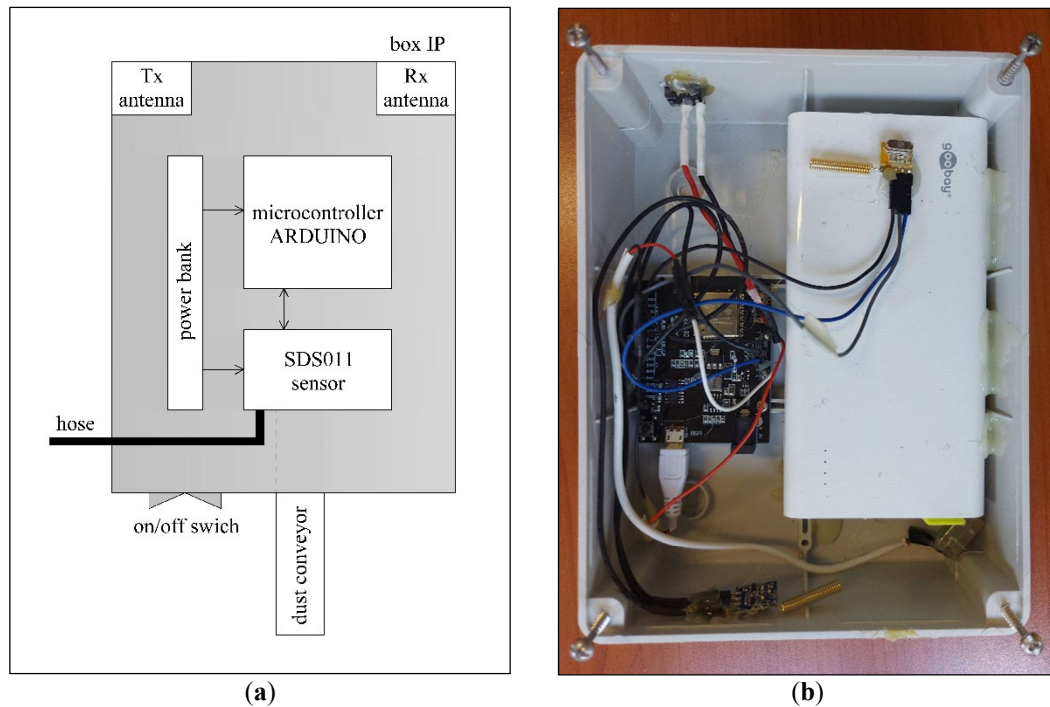 box IP
Tx
antenna
Rx
antenna
power bank
microcontroller
ARDUINO
SDS011
sensor
hose
on/off swich
dust conveyor
goobay®
(a)
(b)